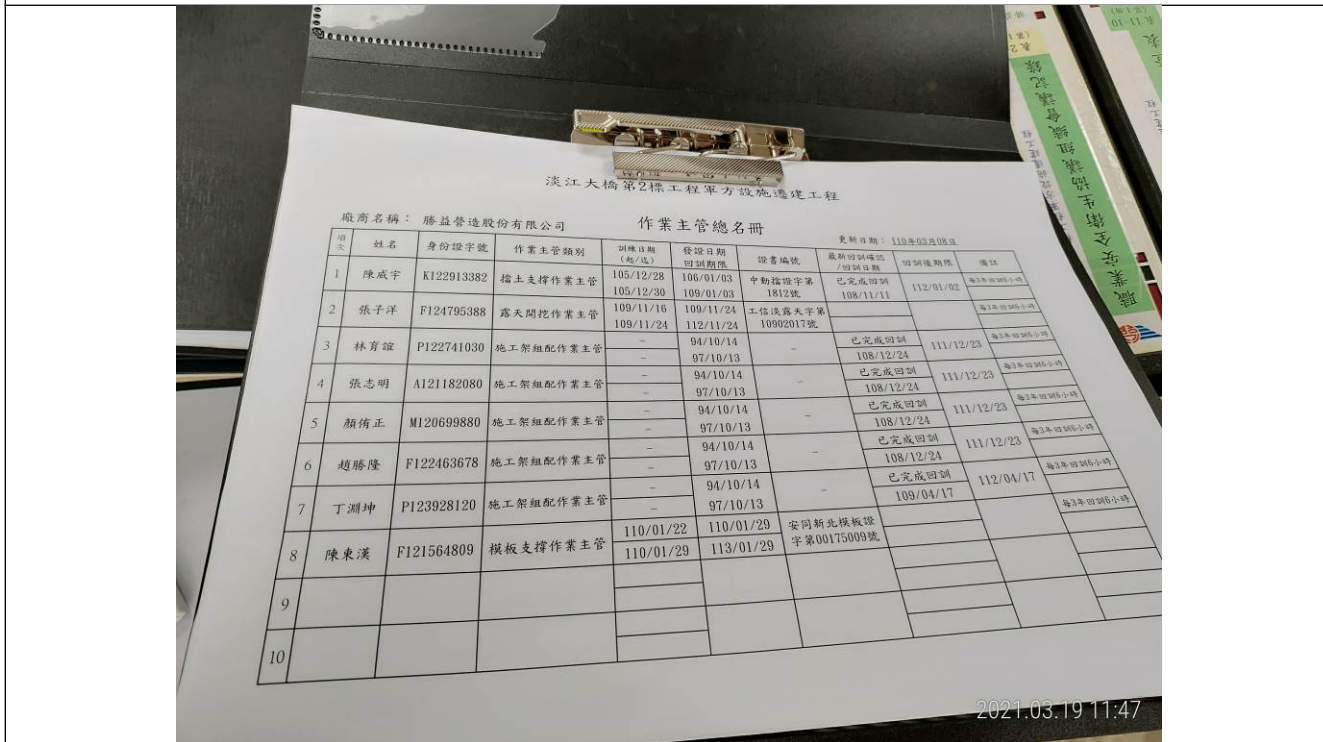 淡江大橋第2標工程軍方設施遷建工程
廠商名稱： 勝益營造股份有限公司
作業主管總名冊
更新日期： 110年03月08日
項次 姓名 身份證字號 作業主管類別 訓練日期(起/迄) 發證日期 回訓期限 證書編號 最新回訓確認/回訓日期 回訓後期限 備註
1 陳威宇 K122913382 擋土支撐作業主管 105/12/28 105/12/30 106/01/03 109/01/03 中勤擋證字第1812號 已完成回訓 108/11/11 112/01/02 每3年回訓6小時
2 張子洋 F124795388 露天開挖作業主管 109/11/16 109/11/24 109/11/24 112/11/24 工信淡露天字第10902017號 每3年回訓6小時
3 林育誼 P122741030 施工架組配作業主管 - - 94/10/14 97/10/13 - 已完成回訓 108/12/24 111/12/23 每3年回訓6小時
4 張志明 A121182080 施工架組配作業主管 - - 94/10/14 97/10/13 - 已完成回訓 108/12/24 111/12/23 每3年回訓6小時
5 顏侑正 M120699880 施工架組配作業主管 - - 94/10/14 97/10/13 - 已完成回訓 108/12/24 111/12/23 每3年回訓6小時
6 趙勝隆 F122463678 施工架組配作業主管 - - 94/10/14 97/10/13 - 已完成回訓 108/12/24 111/12/23 每3年回訓6小時
7 丁淵坤 P123928120 施工架組配作業主管 - - 94/10/14 97/10/13 - 已完成回訓 109/04/17 112/04/17 每3年回訓6小時
8 陳東漢 F121564809 模板支撐作業主管 110/01/22 110/01/29 110/01/29 113/01/29 安同新北模板證字第00175009號 每3年回訓6小時
9
10
職業安全衛生協議組織會議記錄
2021.03.19 11:47